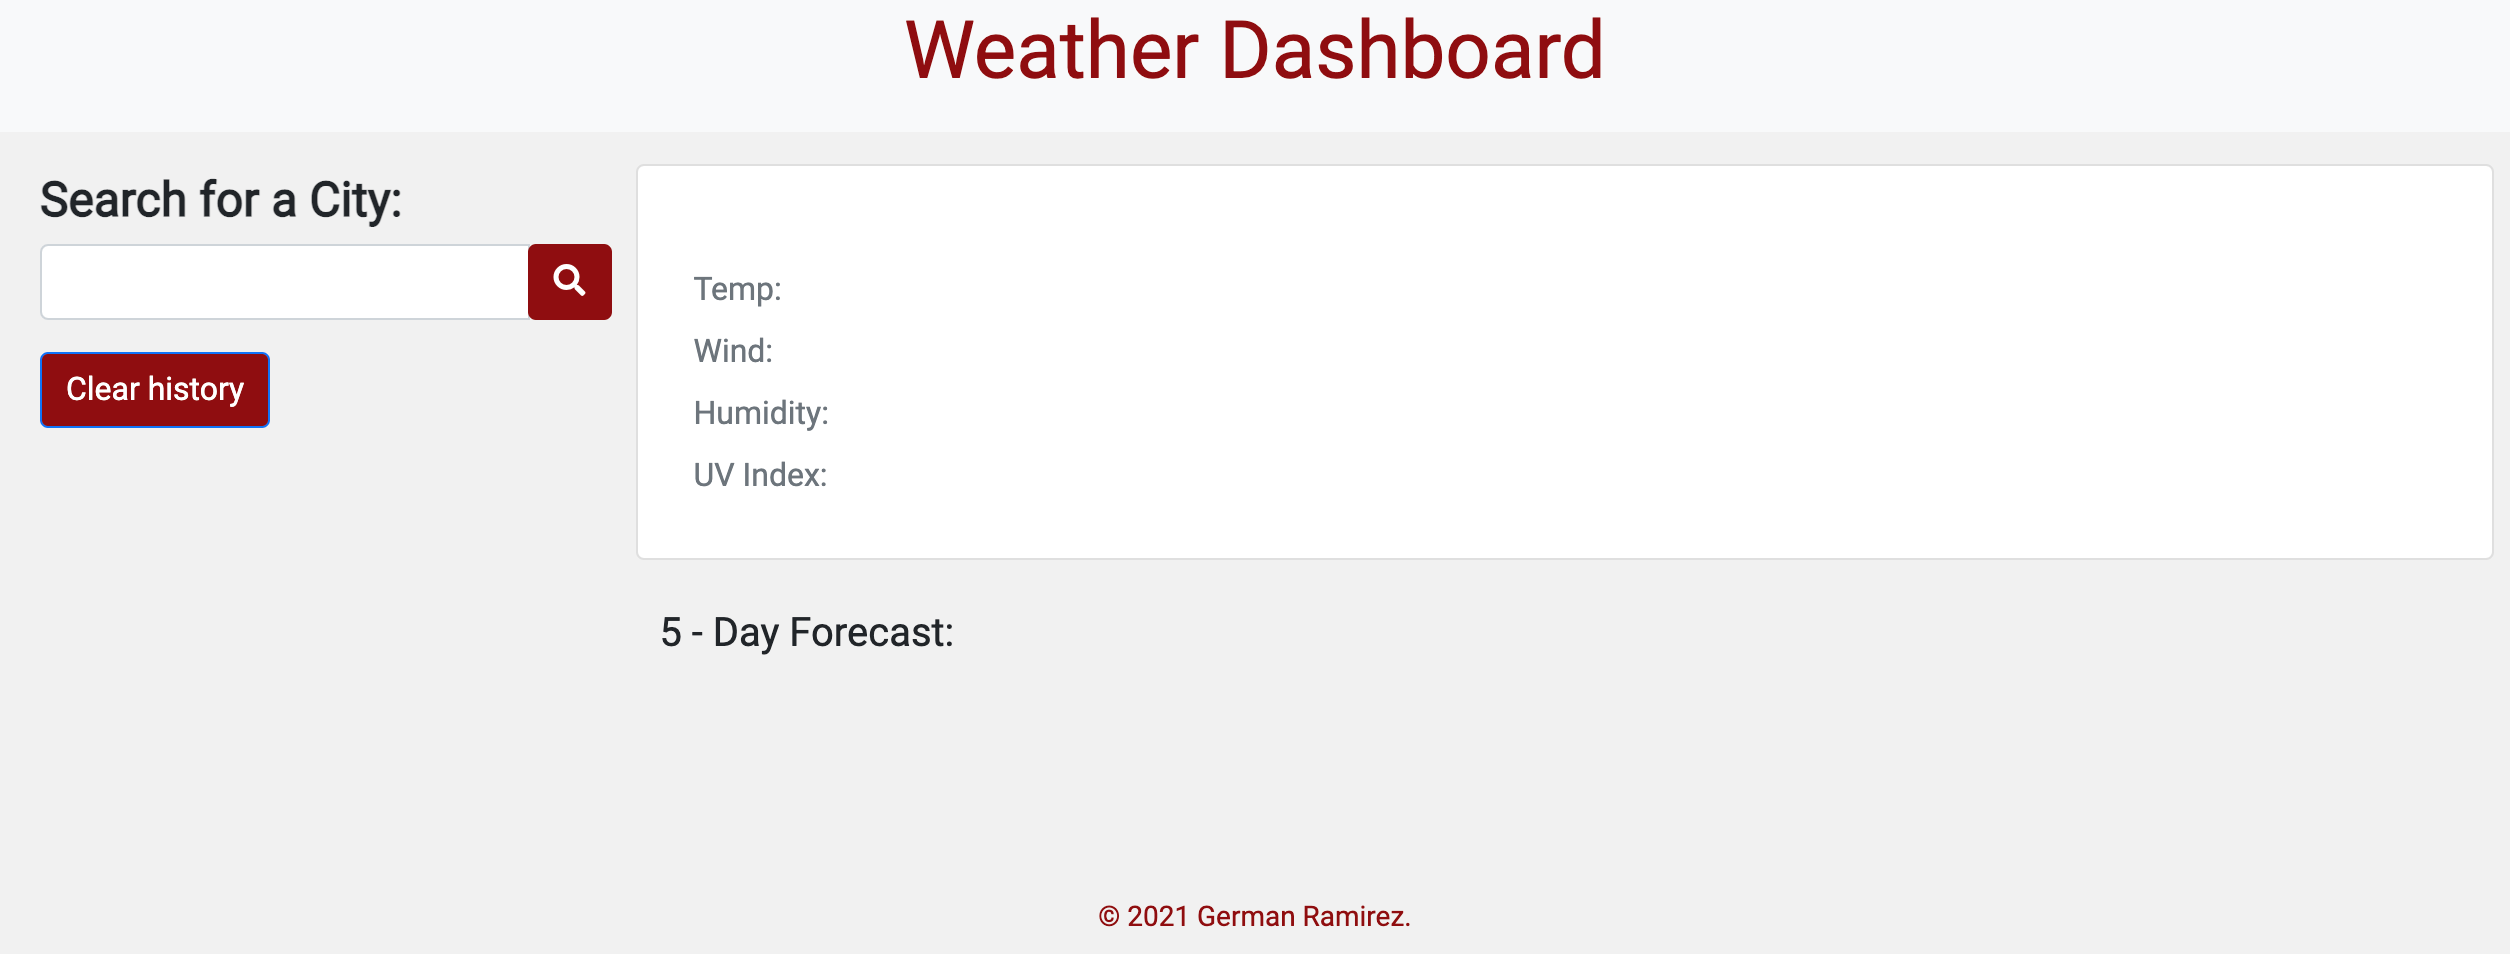 Weather Dashboard
Search for a City:
Clear history
Temp:
Wind:
Humidity:
UV Index:
5 - Day Forecast:
© 2021 German Ramirez.